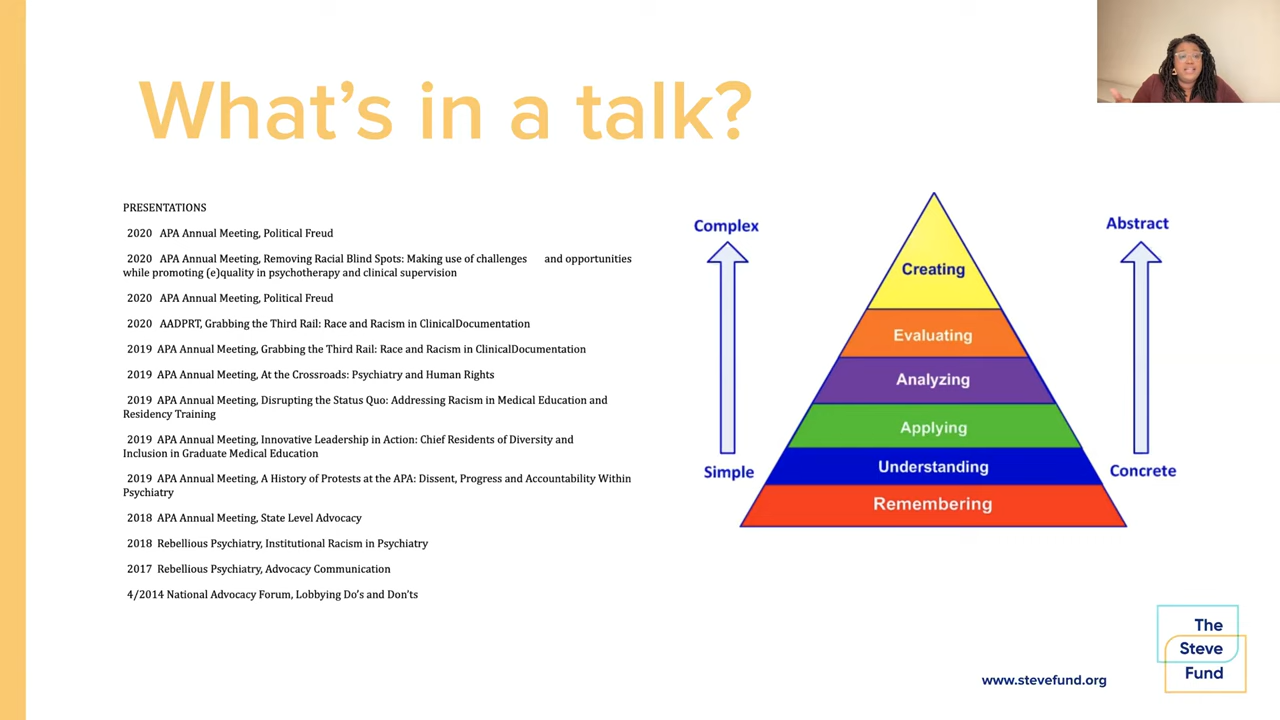 What's in a talk?
PRESENTATIONS
2020 APA Annual Meeting, Political Freud
2020 APA Annual Meeting, Removing Racial Blind Spots: Making use of challenges and opportunities
while promoting (e)quality in psychotherapy and clinical supervision
2020 APA Annual Meeting, Political Freud
2020 AADPRT, Grabbing the Third Rail: Race and Racism in ClinicalDocumentation
2019 APA Annual Meeting, Grabbing the Third Rail: Race and Racism in ClinicalDocumentation
2019 APA Annual Meeting, At the Crossroads: Psychiatry and Human Rights
2019 APA Annual Meeting, Disrupting the Status Quo: Addressing Racism in Medical Education and
Residency Training
2019 APA Annual Meeting, Innovative Leadership in Action: Chief Residents of Diversity and
Inclusion in Graduate Medical Education
2019 APA Annual Meeting, A History of Protests at the APA: Dissent, Progress and Accountability Within
Psychiatry
2018 APA Annual Meeting, State Level Advocacy
2018 Rebellious Psychiatry, Institutional Racism in Psychiatry
2017 Rebellious Psychiatry, Advocacy Communication
4/2014 National Advocacy Forum, Lobbying Do's and Don'ts
Complex
Simple
Creating
Evaluating
Analyzing
Applying
Understanding
Remembering
Abstract
Concrete
www.stevefund.org
The
Steve
Fund